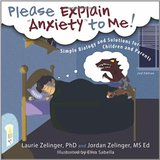 Please Explain
Anxiety to Me!
Simple Biology and Solutions for
Children and Parents
2nd Edition
Laurie Zelinger, PhD and Jordan Zelinger, MS Ed
Illustrated by Elisa Sabella